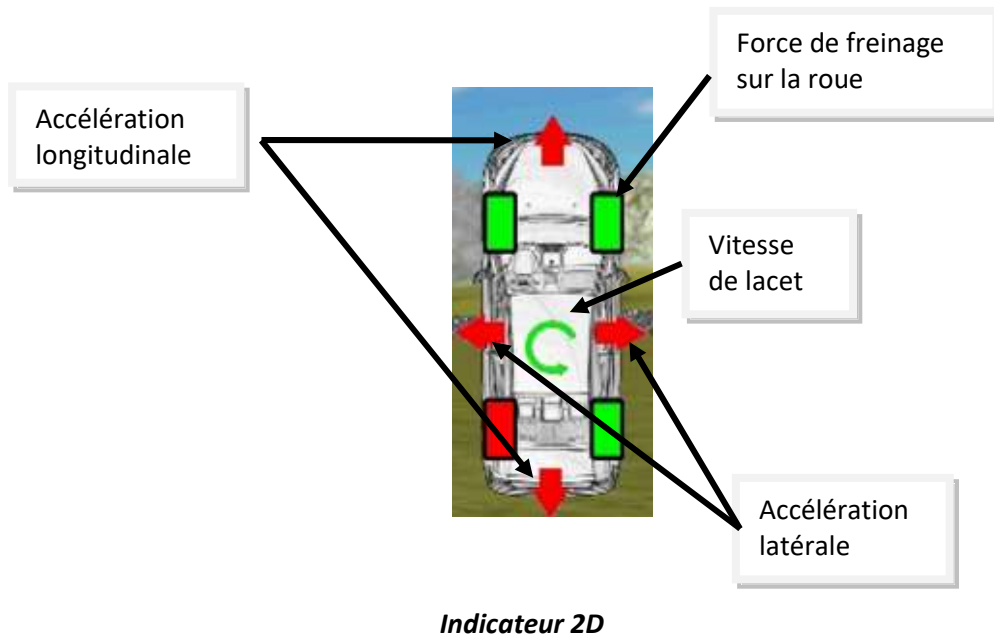 Force de freinage
sur la roue
Accélération
longitudinale
Vitesse
de lacet
Accélération
latérale
Indicateur 2D